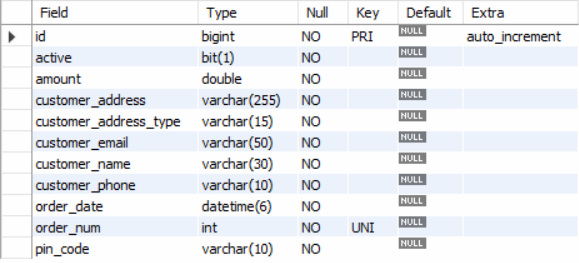 Field Type Null Key Default Extra
id bigint NO PRI NULL auto_increment
active bit(1) NO NULL
amount double NO NULL
customer_address varchar(255) NO NULL
customer_address_type varchar(15) NO NULL
customer_email varchar(50) NO NULL
customer_name varchar(30) NO NULL
customer_phone varchar(10) NO NULL
order_date datetime(6) NO NULL
order_num int NO UNI NULL
pin_code varchar(10) NO NULL